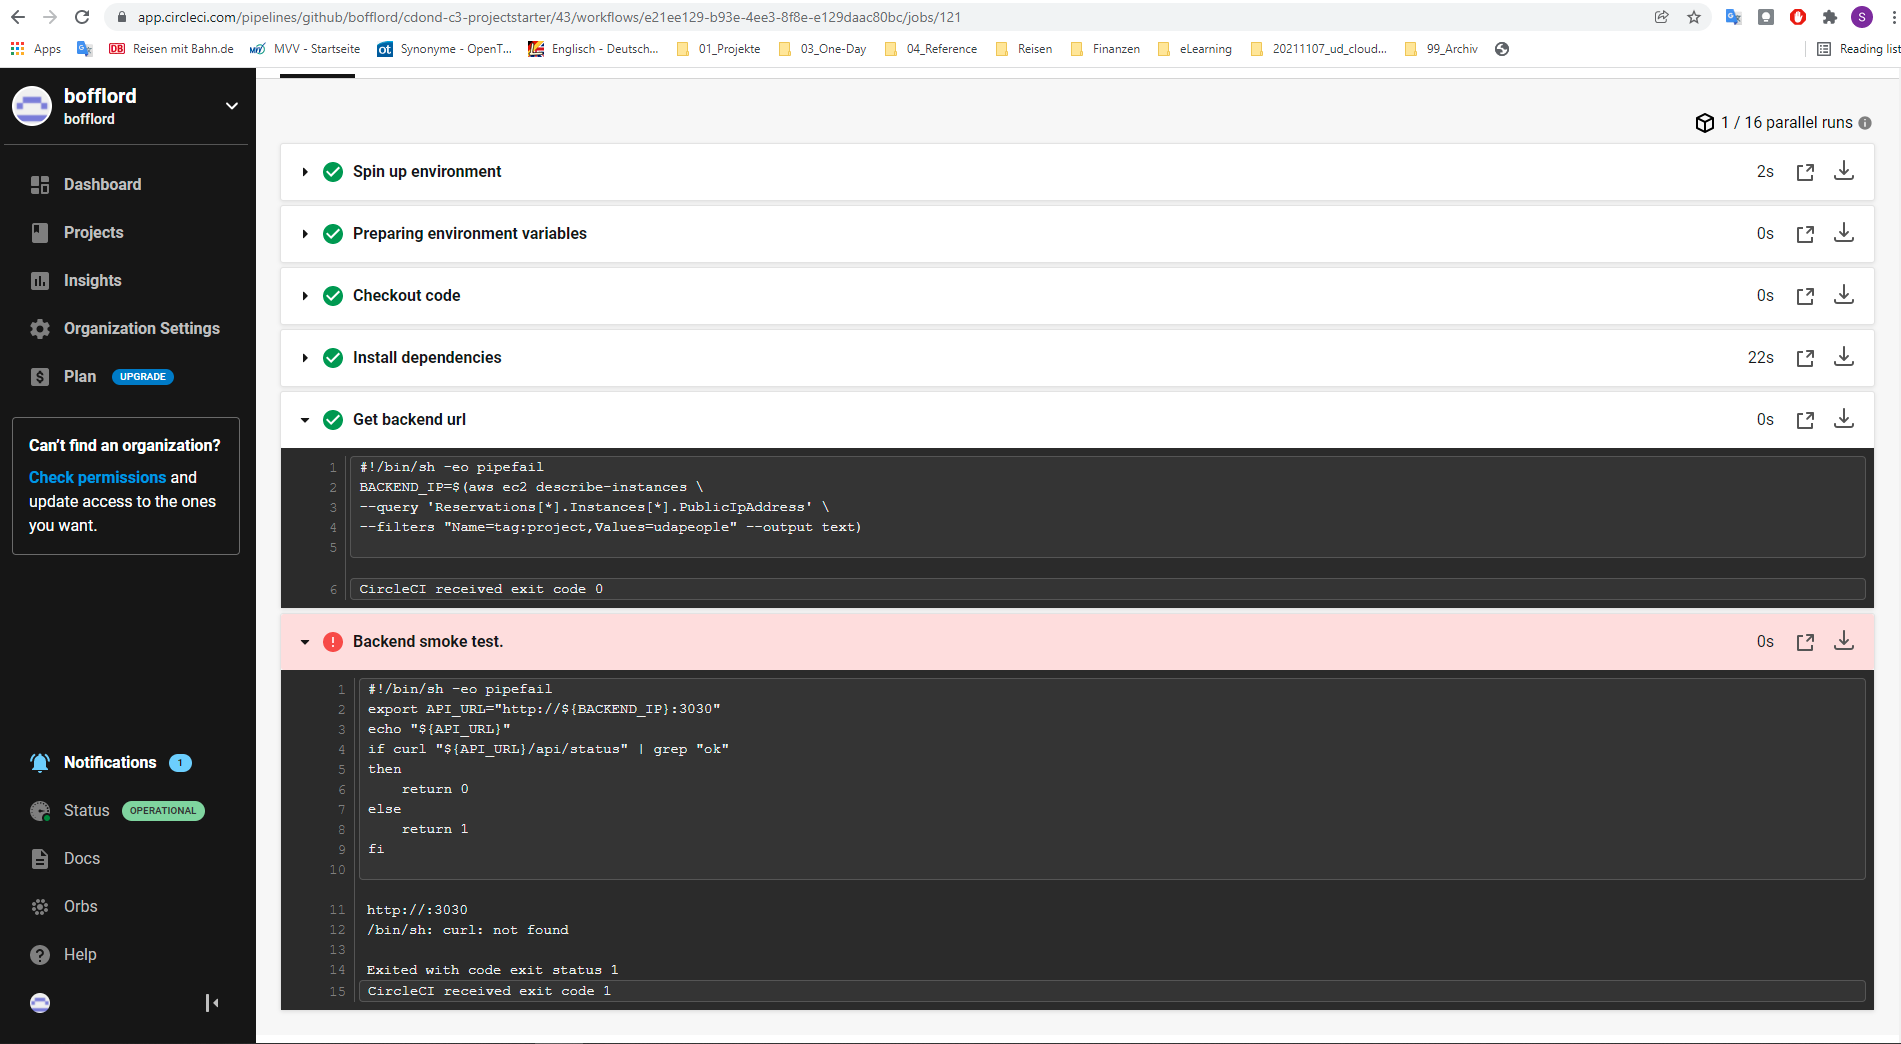 app.circleci.com/pipelines/github/bofflord/cdond-c3-projectstarter/43/workflows/e21ee129-b93e-4ee3-8f8e-e129daac80bc/jobs/121
S
Apps
DB Reisen mit Bahn.de
MVV MVV - Startseite
ot Synonyme - OpenT...
Englisch - Deutsch...
01_Projekte
03_One-Day
04_Reference
Reisen
Finanzen
eLearning
20211107_ud_cloud...
99_Archiv
Reading list
bofflord
bofflord
Dashboard
Projects
Insights
Organization Settings
Plan UPGRADE
Can't find an organization?
Check permissions and
update access to the ones
you want.
Notifications 1
Status OPERATIONAL
Docs
Orbs
Help
1 / 16 parallel runs
Spin up environment 2s
Preparing environment variables 0s
Checkout code 0s
Install dependencies 22s
Get backend url 0s
1 #!/bin/sh -eo pipefail
2 BACKEND_IP=$(aws ec2 describe-instances \
3 --query 'Reservations[*].Instances[*].PublicIpAddress' \
4 --filters "Name=tag:project,Values=udapeople" --output text)
5
6 CircleCI received exit code 0
Backend smoke test. 0s
1 #!/bin/sh -eo pipefail
2 export API_URL="http://${BACKEND_IP}:3030"
3 echo "${API_URL}"
4 if curl "${API_URL}/api/status" | grep "ok"
5 then
6 return 0
7 else
8 return 1
9 fi
10
11 http://:3030
12 /bin/sh: curl: not found
13
14 Exited with code exit status 1
15 CircleCI received exit code 1